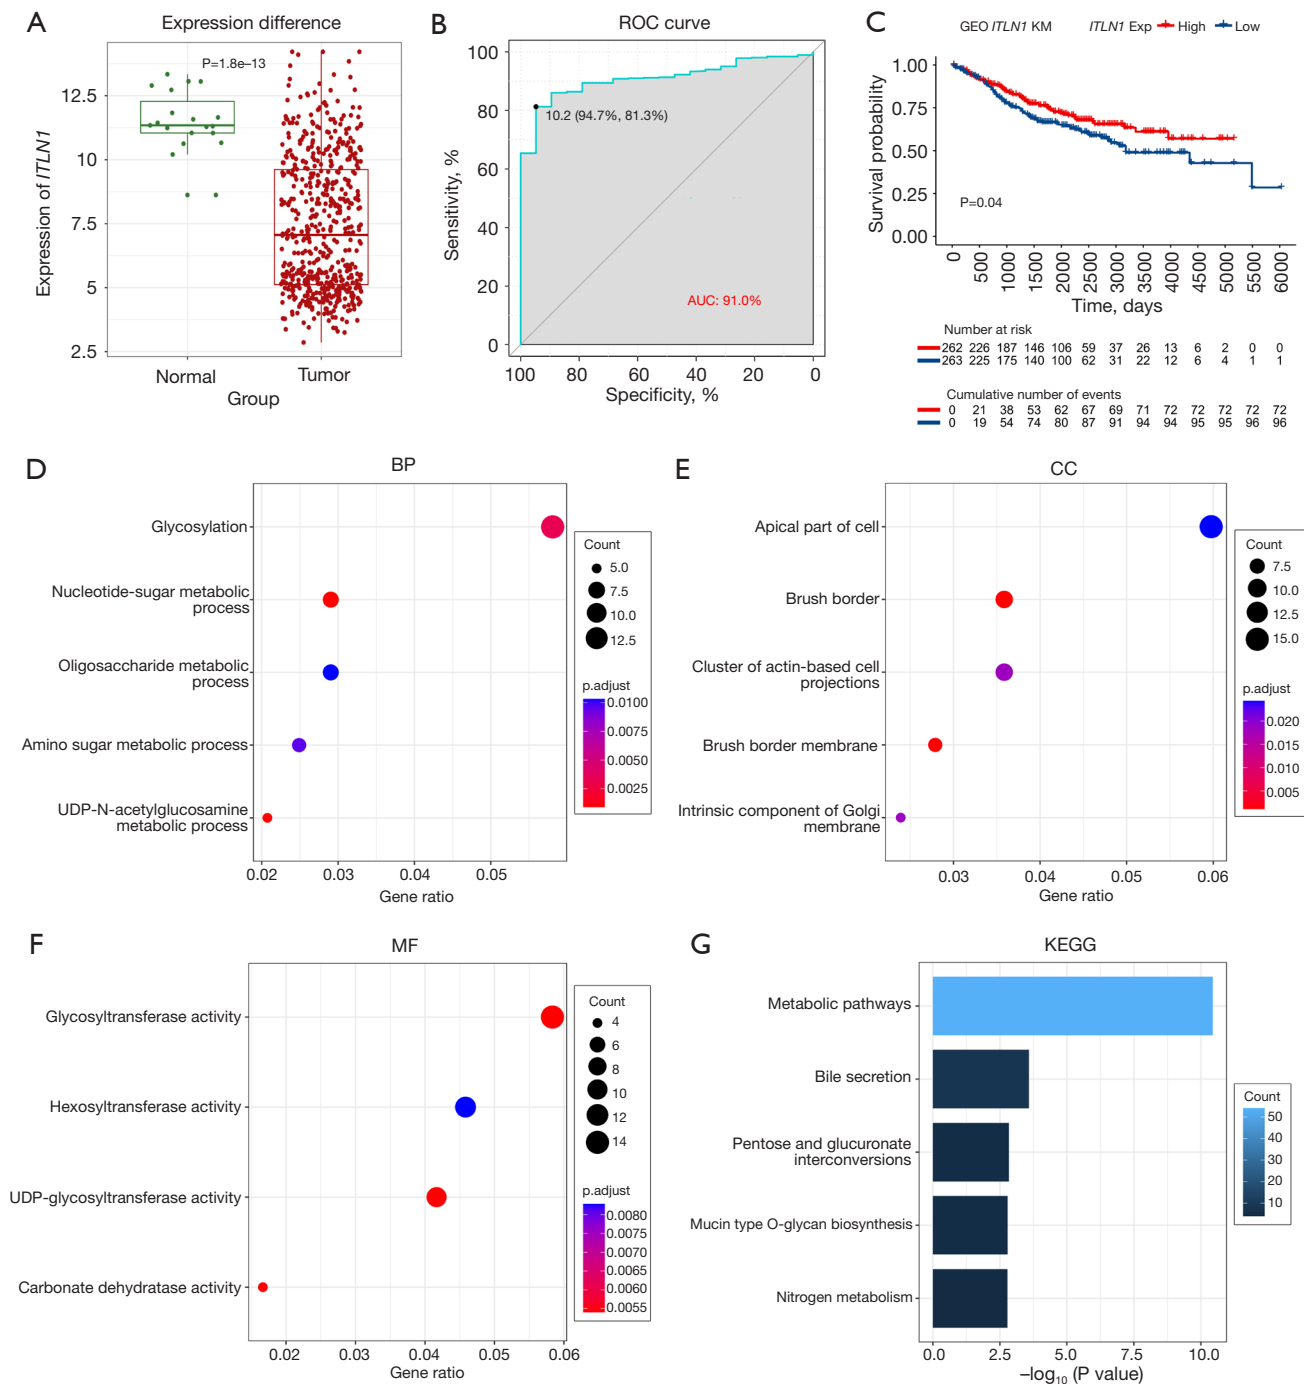 A
Expression difference
P=1.8e–13
Expression of ITLN1
12.5
10
7.5
5
2.5
Normal
Tumor
Group
B
ROC curve
100
80
60
40
20
0
Sensitivity, %
10.2 (94.7%, 81.3%)
AUC: 91.0%
100 80 60 40 20 0
Specificity, %
C
GEO ITLN1 KM
ITLN1 Exp High Low
Survival probability
1.00
0.75
0.50
0.25
0.00
P=0.04
0 500 1000 1500 2000 2500 3000 3500 4000 4500 5000 5500 6000
Time, days
Number at risk
262 226 187 146 106 59 37 26 13 6 2 0 0
263 225 175 140 100 62 31 22 12 6 4 1 1
Cumulative number of events
0 21 38 53 62 67 69 71 72 72 72 72 72
0 19 54 74 80 87 91 94 94 95 95 96 96
D
BP
Glycosylation
Nucleotide-sugar metabolic
process
Oligosaccharide metabolic
process
Amino sugar metabolic process
UDP-N-acetylglucosamine
metabolic process
0.02 0.03 0.04 0.05
Gene ratio
Count
5.0
7.5
10.0
12.5
p.adjust
0.0100
0.0075
0.0050
0.0025
E
CC
Apical part of cell
Brush border
Cluster of actin-based cell
projections
Brush border membrane
Intrinsic component of Golgi
membrane
0.03 0.04 0.05 0.06
Gene ratio
Count
7.5
10.0
12.5
15.0
p.adjust
0.020
0.015
0.010
0.005
F
MF
Glycosyltransferase activity
Hexosyltransferase activity
UDP-glycosyltransferase activity
Carbonate dehydratase activity
0.02 0.03 0.04 0.05 0.06
Gene ratio
Count
4
6
8
10
12
14
p.adjust
0.0080
0.0075
0.0070
0.0065
0.0060
0.0055
G
KEGG
Metabolic pathways
Bile secretion
Pentose and glucuronate
interconversions
Mucin type O-glycan biosynthesis
Nitrogen metabolism
0.0 2.5 5.0 7.5 10.0
–log10 (P value)
Count
50
40
30
20
10